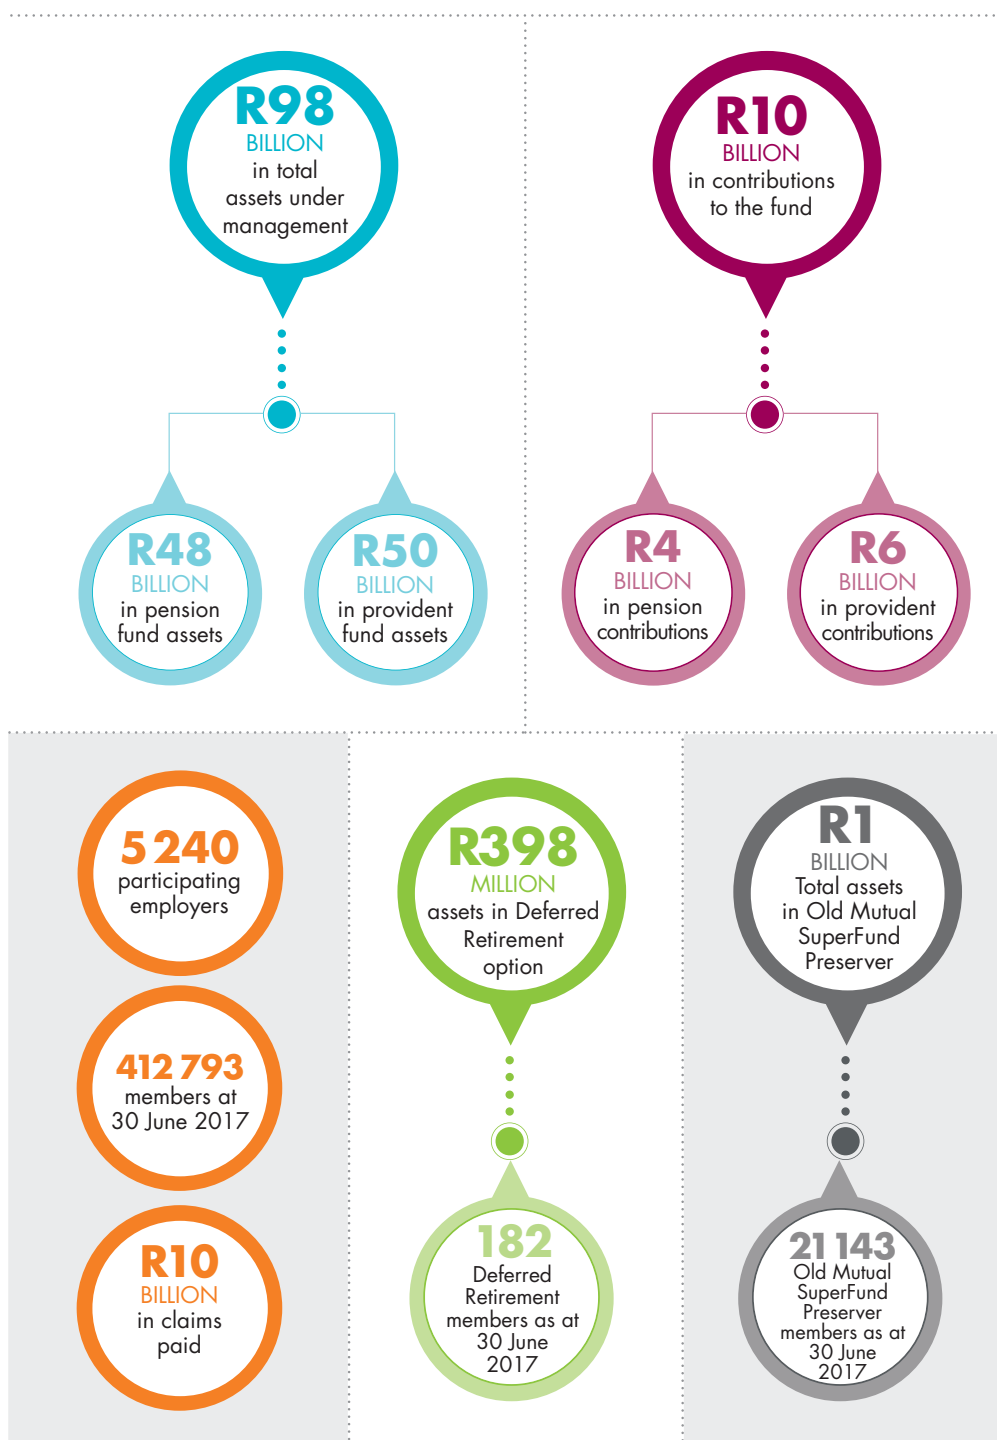 R98
BILLION
in total
assets under
management
R10
BILLION
in contributions
to the fund
R48
BILLION
in pension
fund assets
R50
BILLION
in provident
fund assets
R4
BILLION
in pension
contributions
R6
BILLION
in provident
contributions
5 240
participating
employers
412 793
members at
30 June 2017
R10
BILLION
in claims
paid
R398
MILLION
assets in Deferred
Retirement
option
182
Deferred
Retirement
members as at
30 June
2017
R1
BILLION
Total assets
in Old Mutual
SuperFund
Preserver
21 143
Old Mutual
SuperFund
Preserver
members as at
30 June
2017